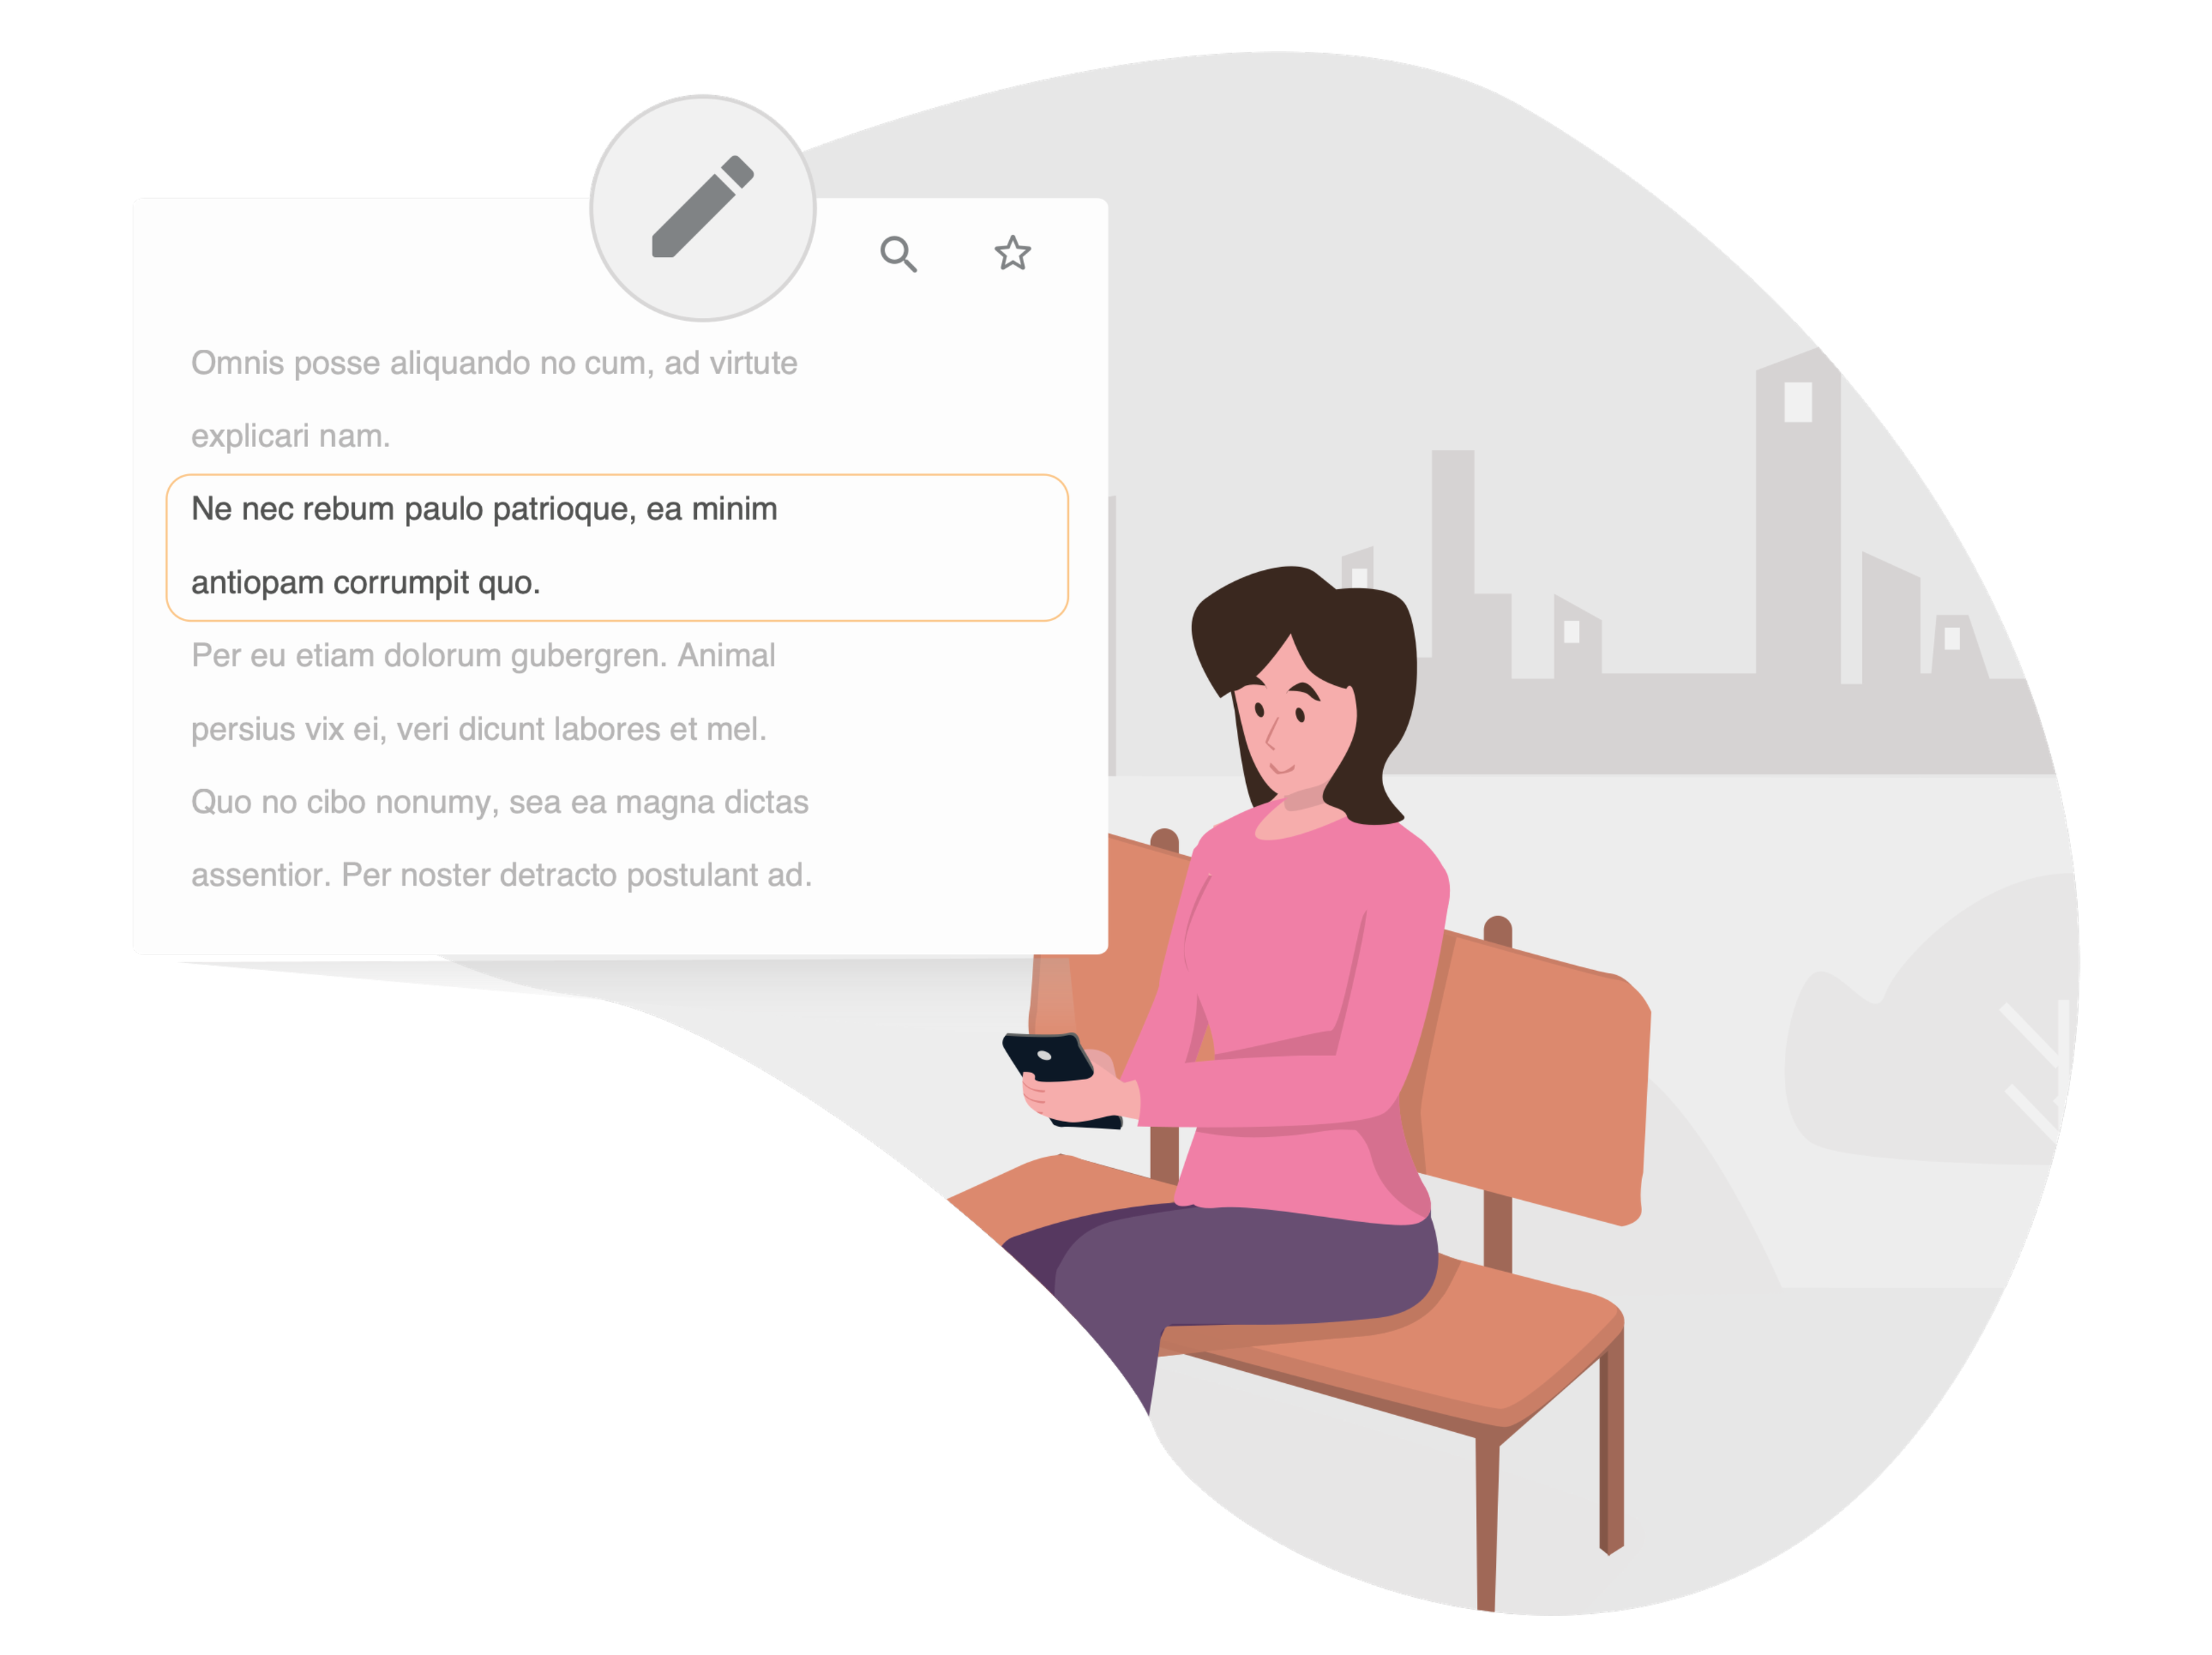 Omnis posse aliquando no cum, ad virtute
explicari nam.
Ne nec rebum paulo patrioque, ea minim
antiopam corrumpit quo.
Per eu etiam dolorum gubergren. Animal
persius vix ei, veri dicunt labores et mel.
Quo no cibo nonumy, sea ea magna dictas
assentior. Per noster detracto postulant ad.